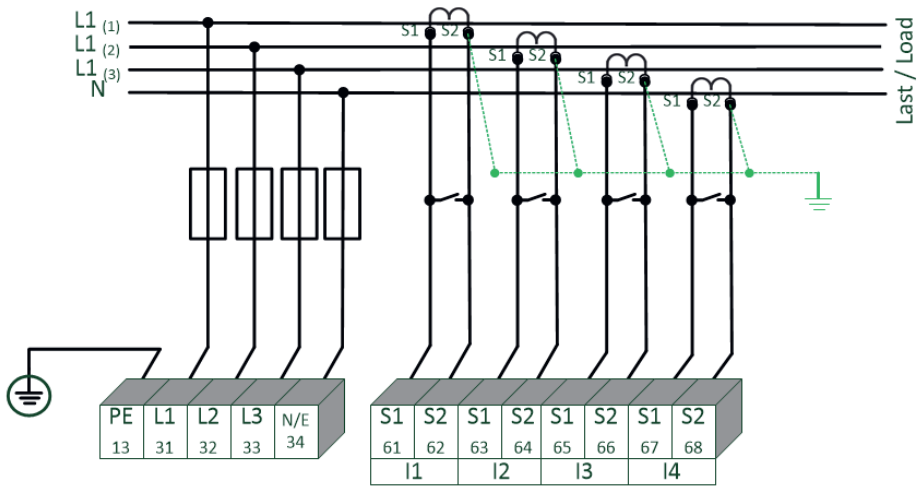 L1 (1)
S1 S2
L1 (2)
S1 S2
L1 (3)
S1 S2
N
S1 S2
Last / Load
PE L1 L2 L3 N/E
13 31 32 33 34
S1 S2 S1 S2 S1 S2 S1 S2
61 62 63 64 65 66 67 68
I1 I2 I3 I4